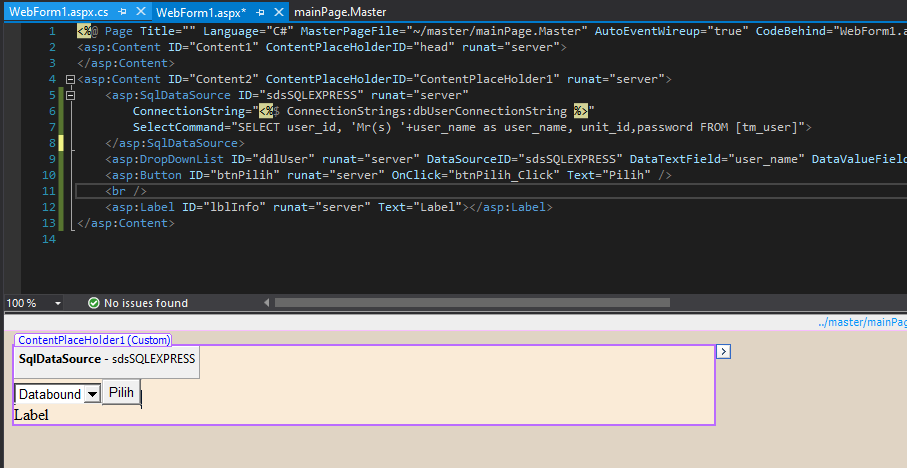 WebForm1.aspx.cs WebForm1.aspx* mainPage.Master
1 <%@ Page Title="" Language="C#" MasterPageFile="~/master/mainPage.Master" AutoEventWireup="true" CodeBehind="WebForm1.a
2 <asp:Content ID="Content1" ContentPlaceHolderID="head" runat="server">
3 </asp:Content>
4 <asp:Content ID="Content2" ContentPlaceHolderID="ContentPlaceHolder1" runat="server">
5 <asp:SqlDataSource ID="sdsSQLEXPRESS" runat="server"
6 ConnectionString="<%$ ConnectionStrings:dbUserConnectionString %>"
7 SelectCommand="SELECT user_id, 'Mr(s) '+user_name as user_name, unit_id,password FROM [tm_user]">
8 </asp:SqlDataSource>
9 <asp:DropDownList ID="ddlUser" runat="server" DataSourceID="sdsSQLEXPRESS" DataTextField="user_name" DataValueField
10 <asp:Button ID="btnPilih" runat="server" OnClick="btnPilih_Click" Text="Pilih" />
11 <br />
12 <asp:Label ID="lblInfo" runat="server" Text="Label"></asp:Label>
13 </asp:Content>
14
100 % No issues found
../master/mainPag
ContentPlaceHolder1 (Custom)
SqlDataSource - sdsSQLEXPRESS
Databound Pilih
Label